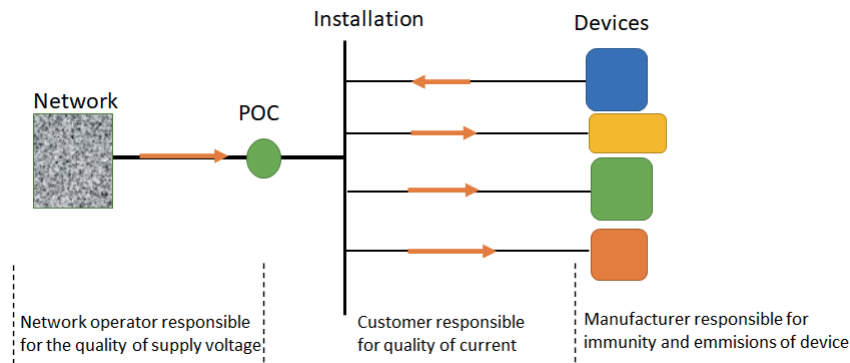 Installation
Devices
Network
POC
Network operator responsible
for the quality of supply voltage
Customer responsible
for quality of current
Manufacturer responsible for
immunity and emmisions of device